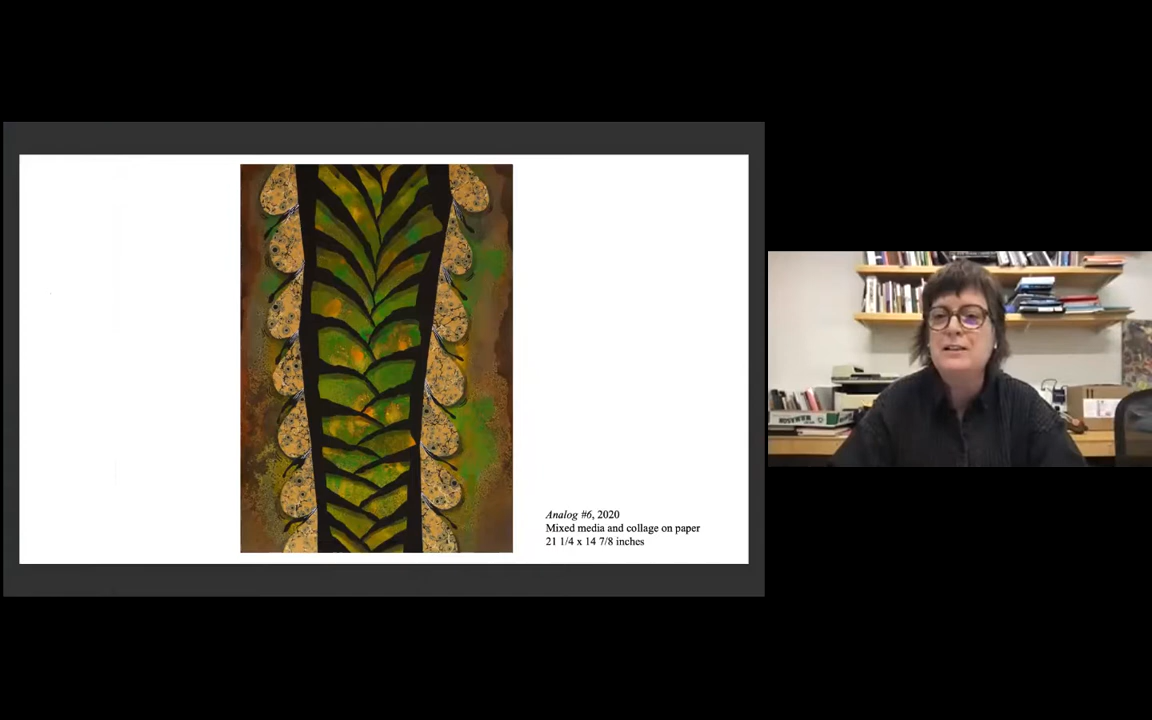 Analog #6, 2020
Mixed media and collage on paper
21 1/4 x 14 7/8 inches